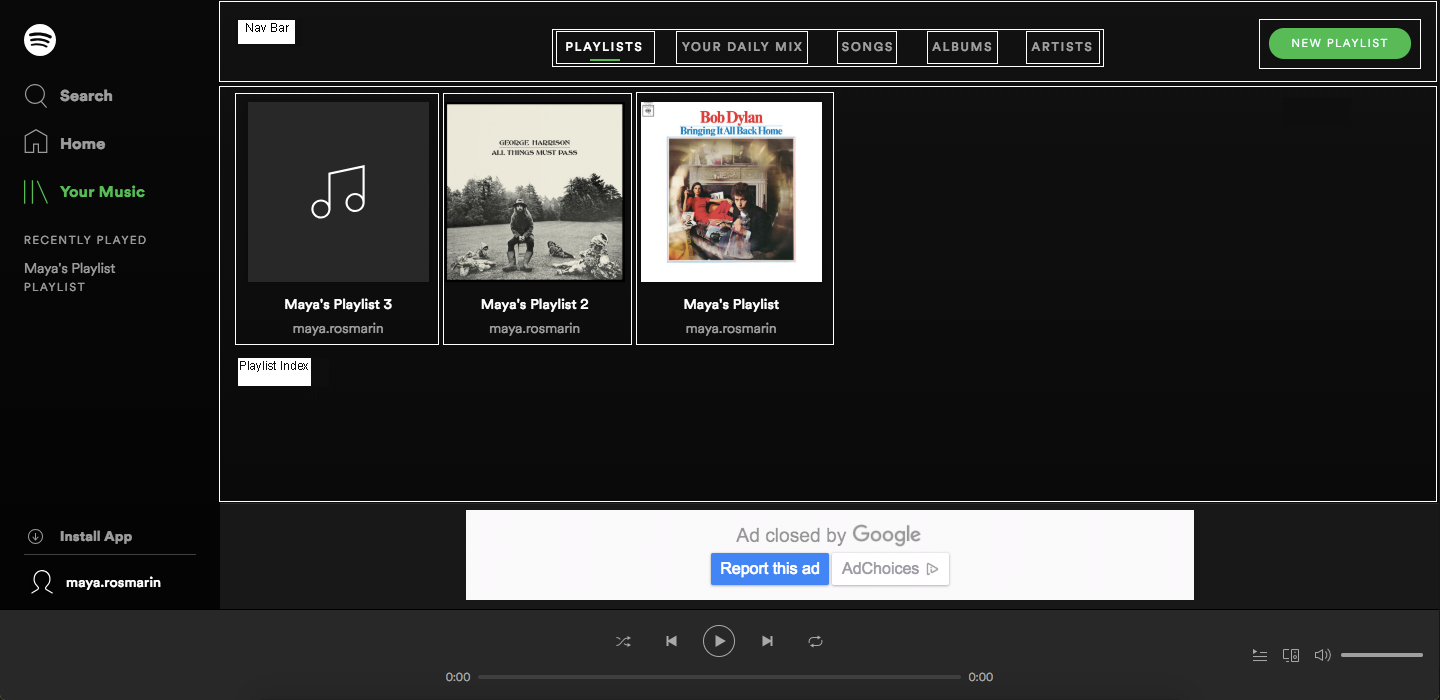 Search
Home
Your Music
RECENTLY PLAYED
Maya's Playlist
PLAYLIST
Install App
maya.rosmarin
Nav Bar
PLAYLISTS YOUR DAILY MIX SONGS ALBUMS ARTISTS
NEW PLAYLIST
GEORGE HARRISON
ALL THINGS MUST PASS
Bob Dylan
Bringing It All Back Home
Maya's Playlist 3
maya.rosmarin
Maya's Playlist 2
maya.rosmarin
Maya's Playlist
maya.rosmarin
Playlist Index
Ad closed by Google
Report this ad
AdChoices
0:00
0:00